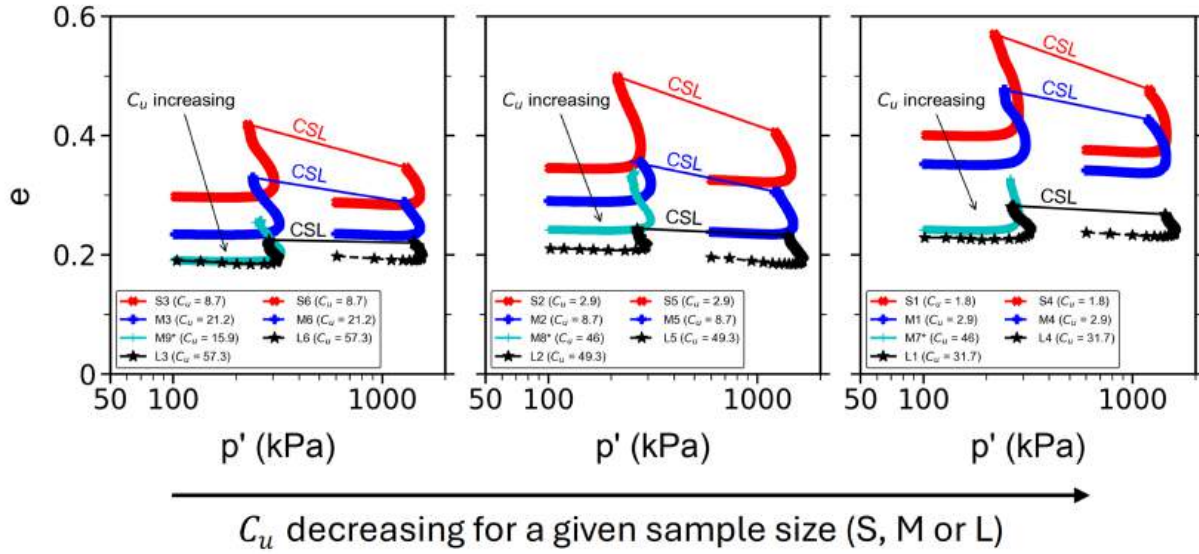 e
0.6
0.4
0.2
0
50 100 1000
p' (kPa)
C_u increasing
CSL
CSL
CSL
S3 (C_u = 8.7) S6 (C_u = 8.7)
M3 (C_u = 21.2) M6 (C_u = 21.2)
M9* (C_u = 15.9) L6 (C_u = 57.3)
L3 (C_u = 57.3)
50 100 1000
p' (kPa)
C_u increasing
CSL
CSL
CSL
S2 (C_u = 2.9) S5 (C_u = 2.9)
M2 (C_u = 8.7) M5 (C_u = 8.7)
M8* (C_u = 46) L5 (C_u = 49.3)
L2 (C_u = 49.3)
50 100 1000
p' (kPa)
C_u increasing
CSL
CSL
CSL
S1 (C_u = 1.8) S4 (C_u = 1.8)
M1 (C_u = 2.9) M4 (C_u = 2.9)
M7* (C_u = 46) L4 (C_u = 31.7)
L1 (C_u = 31.7)
C_u decreasing for a given sample size (S, M or L)